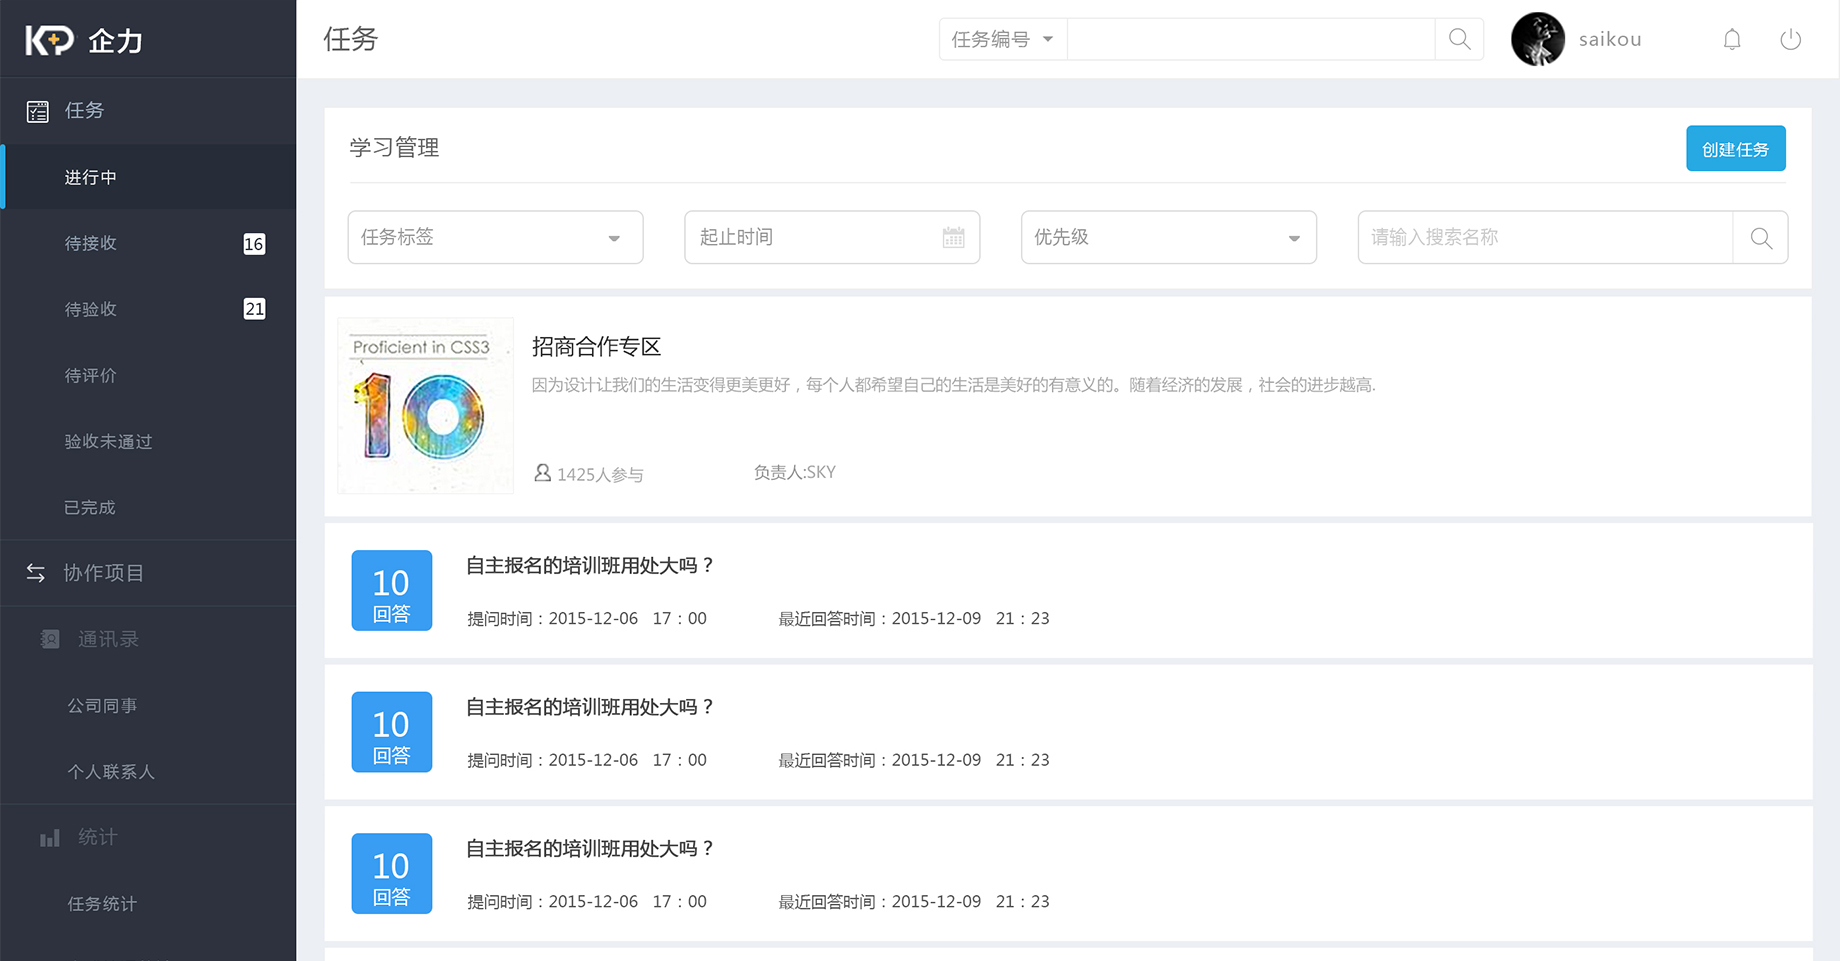 KP 企力
任务
任务编号
saikou
任务
进行中
待接收 16
待验收 21
待评价
验收未通过
已完成
协作项目
通讯录
公司同事
个人联系人
统计
任务统计
学习管理
创建任务
任务标签
起止时间
优先级
请输入搜索名称
Proficient in CSS3
10
招商合作专区
因为设计让我们的生活变得更美更好，每个人都希望自己的生活是美好的有意义的。随着经济的发展，社会的进步越高.
1425人参与
负责人:SKY
10
回答
自主报名的培训班用处大吗？
提问时间：2015-12-06 17：00
最近回答时间：2015-12-09 21：23
10
回答
自主报名的培训班用处大吗？
提问时间：2015-12-06 17：00
最近回答时间：2015-12-09 21：23
10
回答
自主报名的培训班用处大吗？
提问时间：2015-12-06 17：00
最近回答时间：2015-12-09 21：23